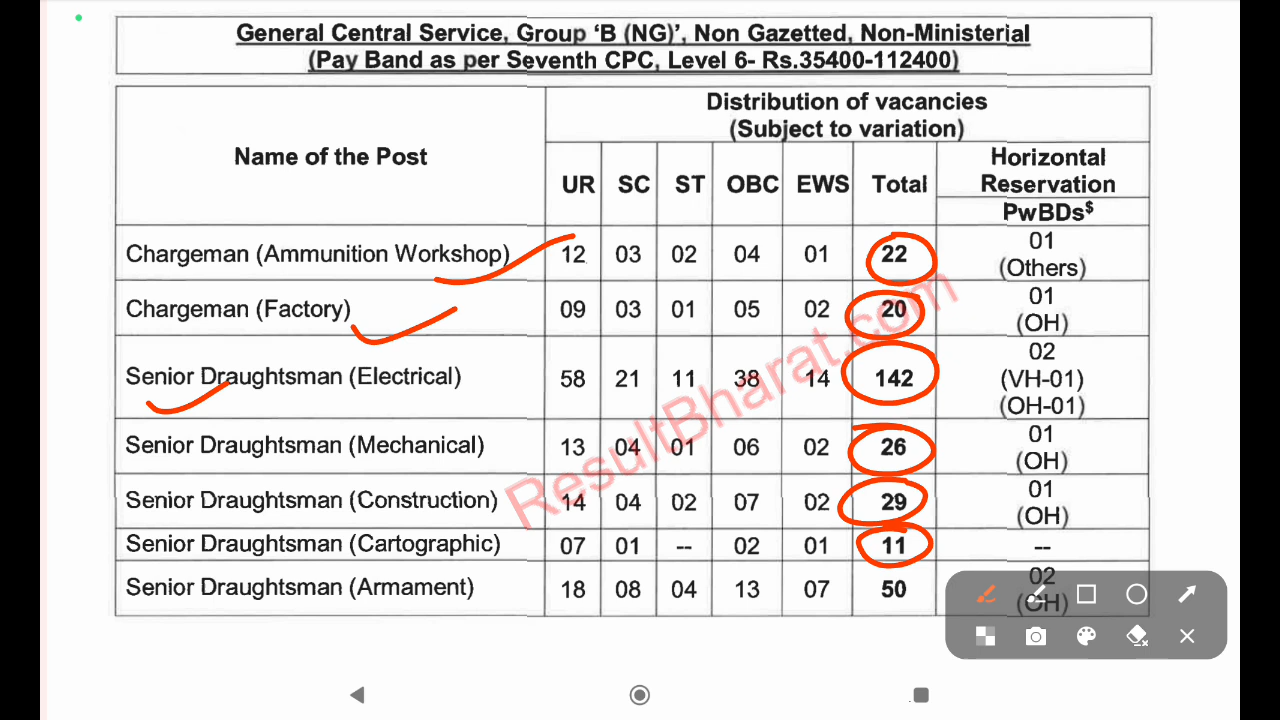 General Central Service, Group ‘B (NG)’, Non Gazetted, Non-Ministerial
(Pay Band as per Seventh CPC, Level 6- Rs.35400-112400)
Name of the Post
Distribution of vacancies
(Subject to variation)
UR SC ST OBC EWS Total
Horizontal
Reservation
PwBDs$
Chargeman (Ammunition Workshop) 12 03 02 04 01 22 01
(Others)
Chargeman (Factory) 09 03 01 05 02 20 01
(OH)
Senior Draughtsman (Electrical) 58 21 11 38 14 142 02
(VH-01)
(OH-01)
Senior Draughtsman (Mechanical) 13 04 01 06 02 26 01
(OH)
Senior Draughtsman (Construction) 14 04 02 07 02 29 01
(OH)
Senior Draughtsman (Cartographic) 07 01 -- 02 01 11 --
Senior Draughtsman (Armament) 18 08 04 13 07 50 02
(OH)
ResultBharat.com